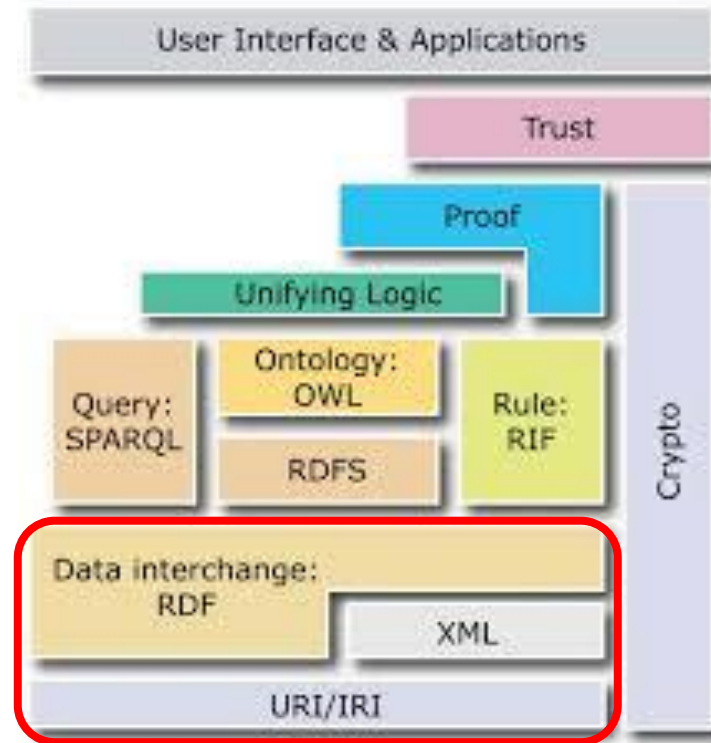 User Interface & Applications
Trust
Proof
Unifying Logic
Query:
SPARQL
Ontology:
OWL
RDFS
Rule:
RIF
Crypto
Data interchange:
RDF
XML
URI/IRI